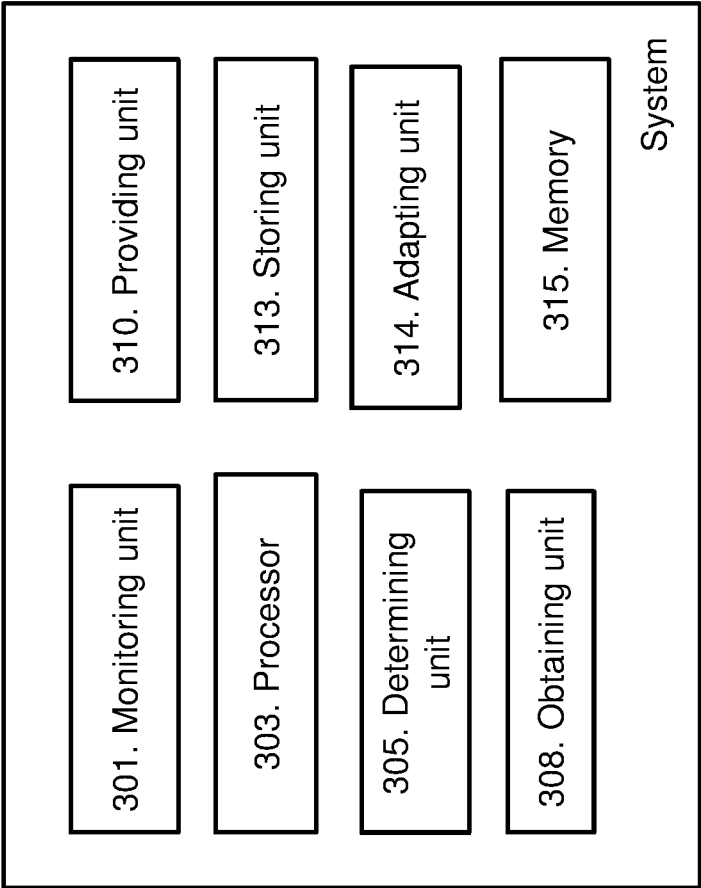 301. Monitoring unit
303. Processor
305. Determining
unit
308. Obtaining unit
310. Providing unit
313. Storing unit
314. Adapting unit
315. Memory
System